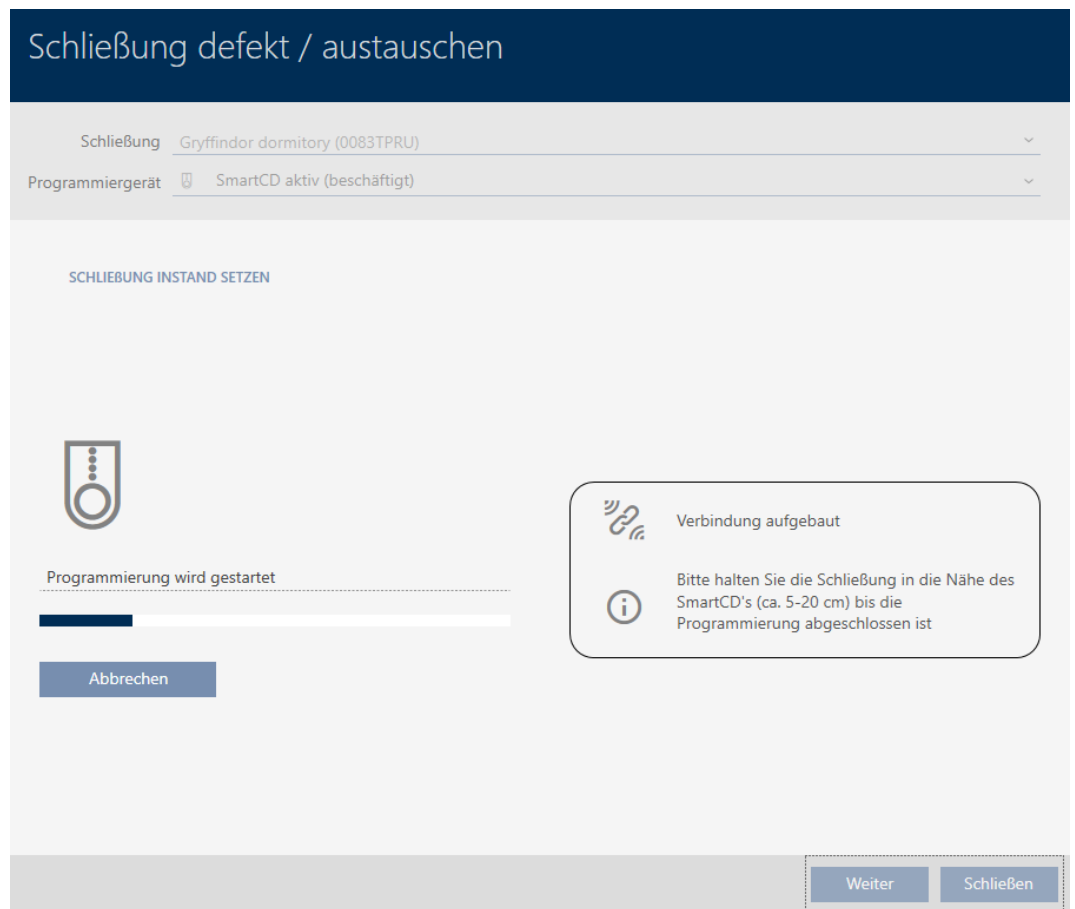 Schließung defekt / austauschen
Schließung Gryffindor dormitory (0083TPRU)
Programmiergerät SmartCD aktiv (beschäftigt)
SCHLIEßUNG INSTAND SETZEN
Verbindung aufgebaut
Programmierung wird gestartet
Bitte halten Sie die Schließung in die Nähe des
SmartCD's (ca. 5-20 cm) bis die
Programmierung abgeschlossen ist
Abbrechen
Weiter Schließen